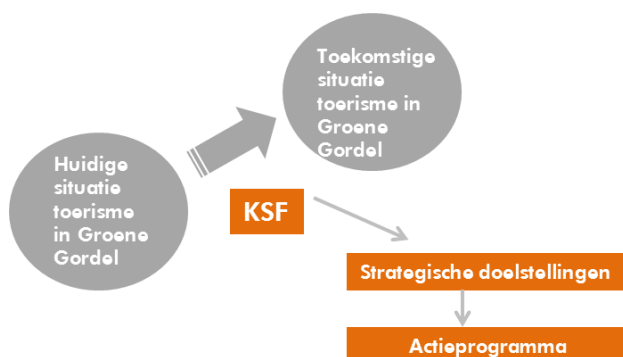 Toekomstige
situatie
toerisme in
Groene
Gordel
Huidige
situatie
toerisme
in Groene
Gordel
KSF
Strategische doelstellingen
Actieprogramma